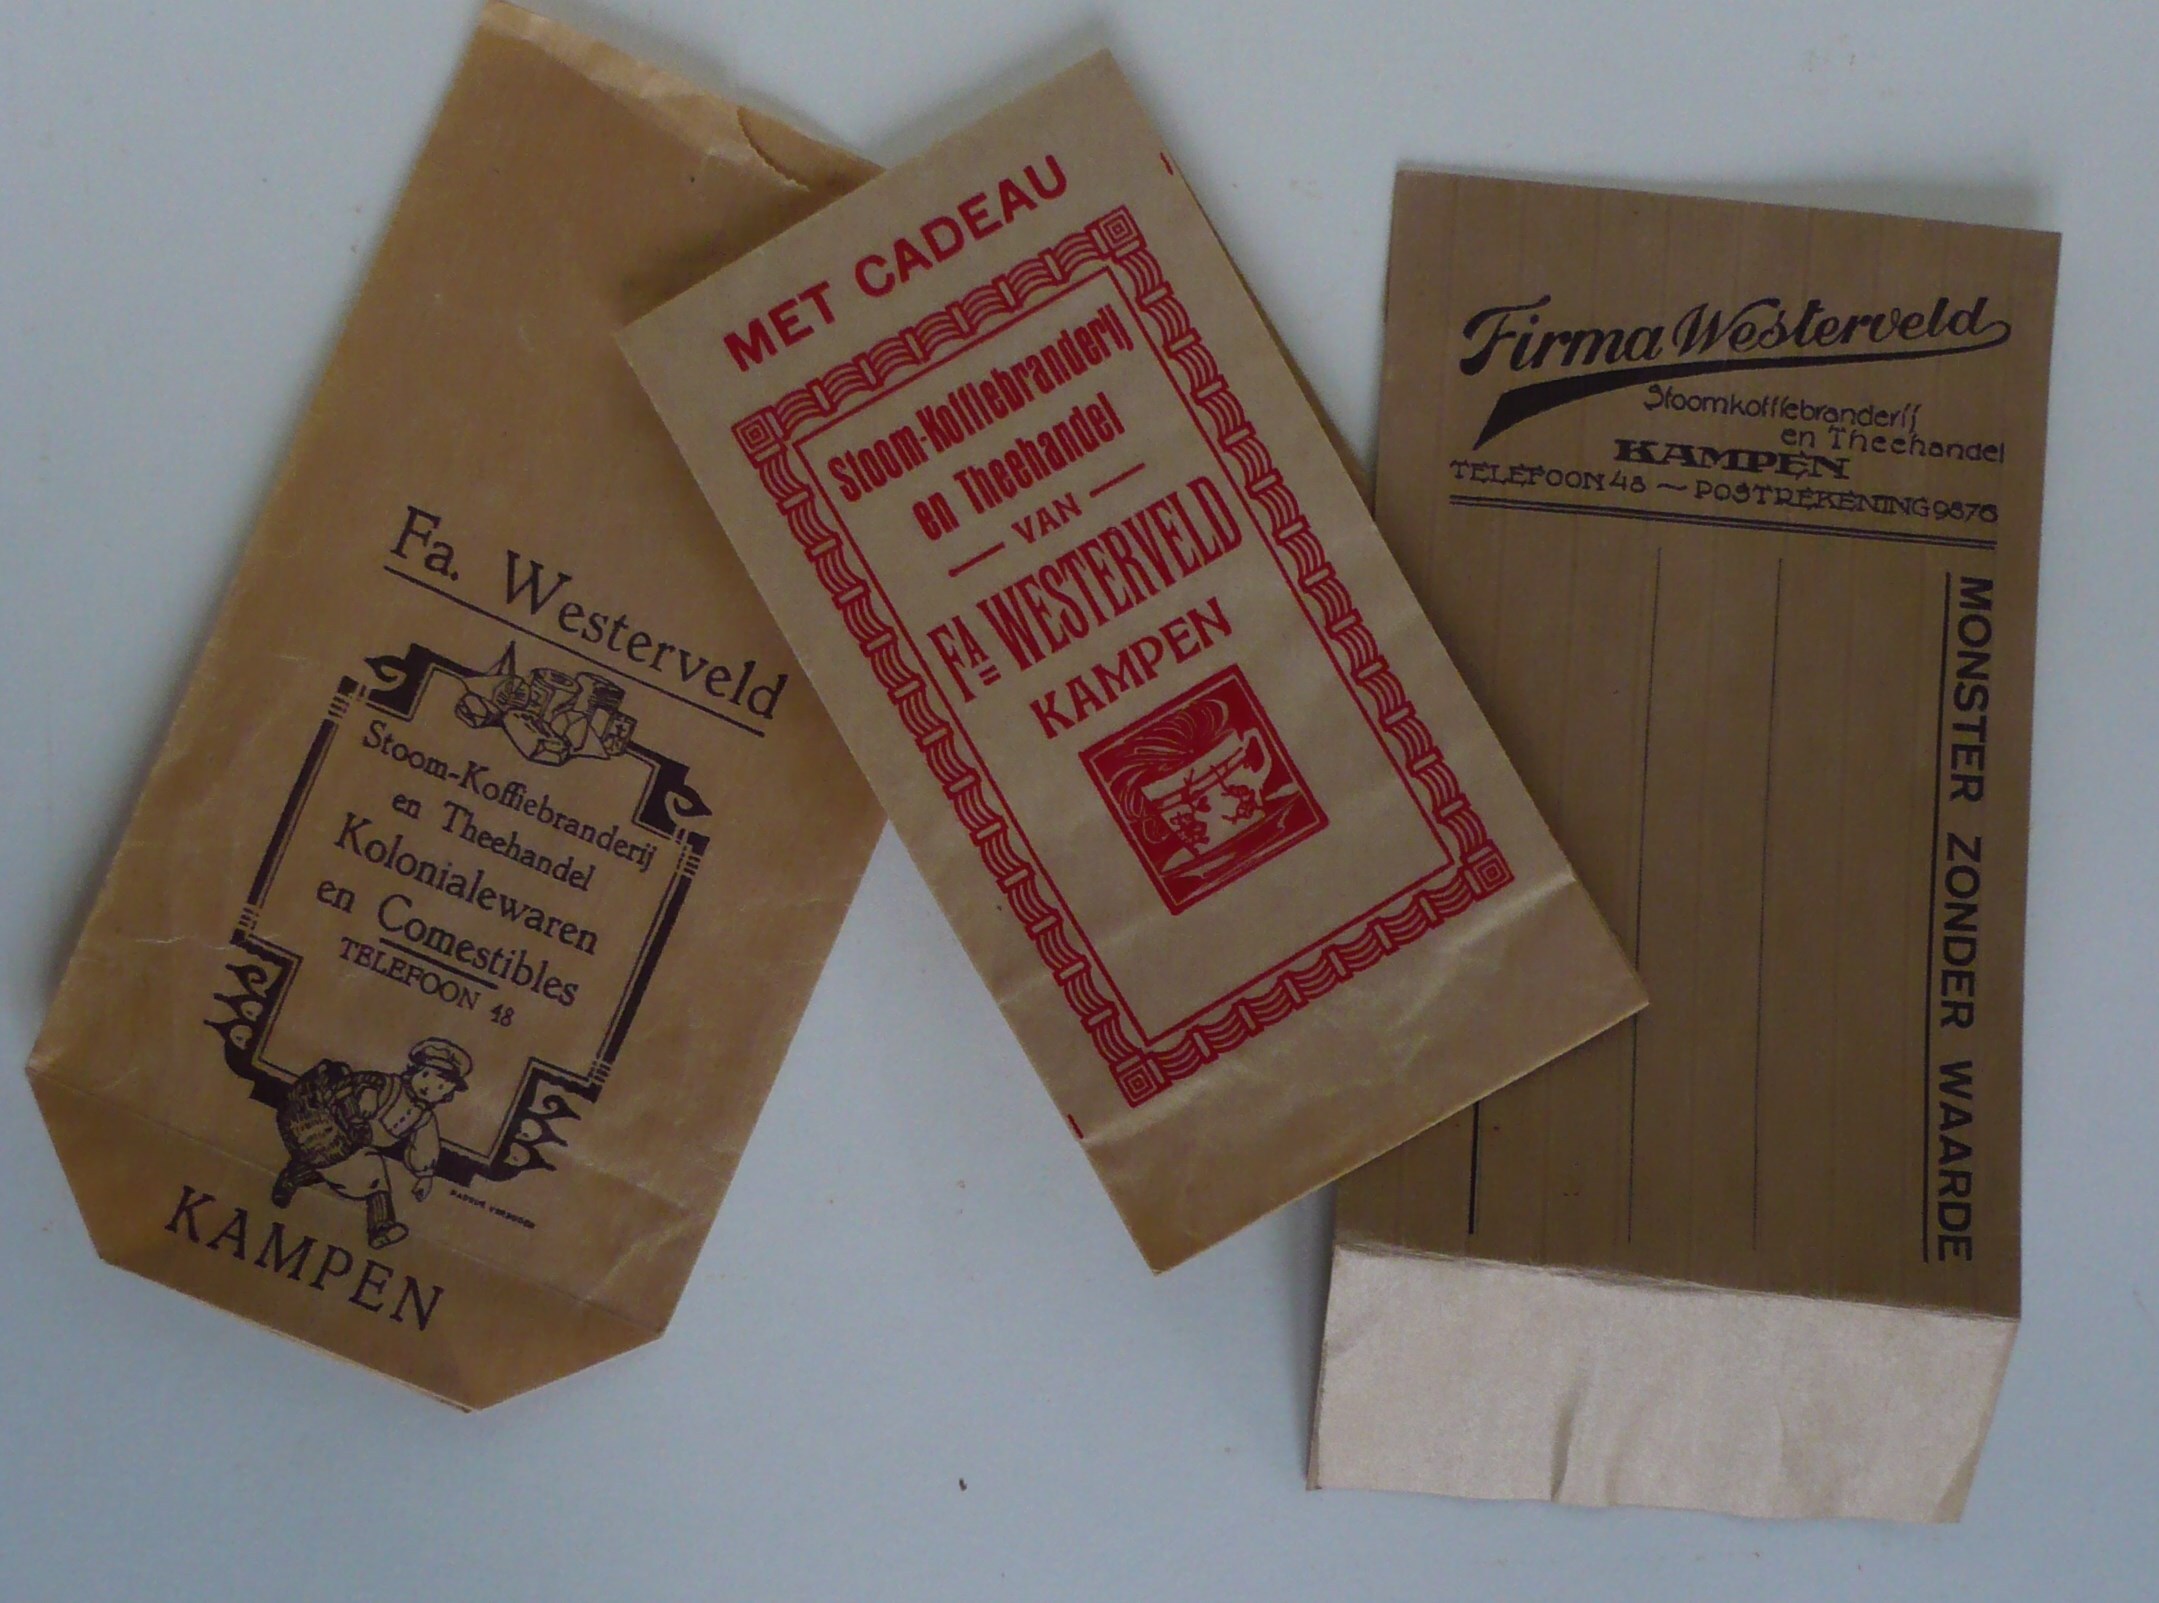 Fa. Westerveld
Stoom-Koffiebranderij
en Theehandel
Kolonialewaren
en Comestibles
TELEFOON 48
KAMPEN
MET CADEAU
Stoom-Koffiebranderij
en Theehandel
VAN
FA WESTERVELD
KAMPEN
Firma Westerveld
Stoomkoffiebranderij
en Theehandel
KAMPEN
TELEFOON 48 ~ POSTREKENING 9876
MONSTER ZONDER WAARDE